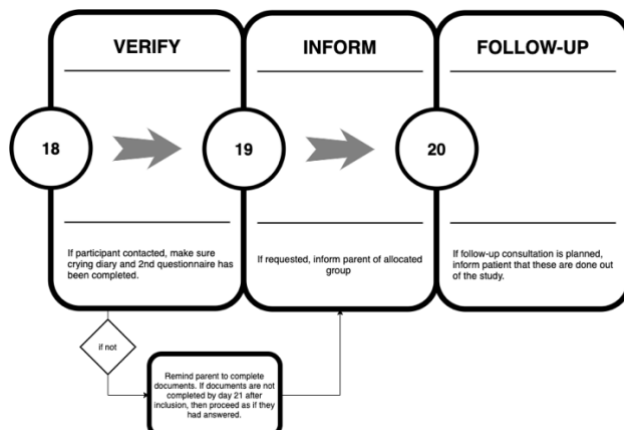 VERIFY
INFORM
FOLLOW-UP
18
19
20
If participant contacted, make sure
crying diary and 2nd questionnaire has
been completed.
If requested, inform parent of allocated
group
If follow-up consultation is planned,
inform patient that these are done out
of the study.
if not
Remind parent to complete
documents. If documents are not
completed by day 21 after
inclusion, then proceed as if they
had answered.